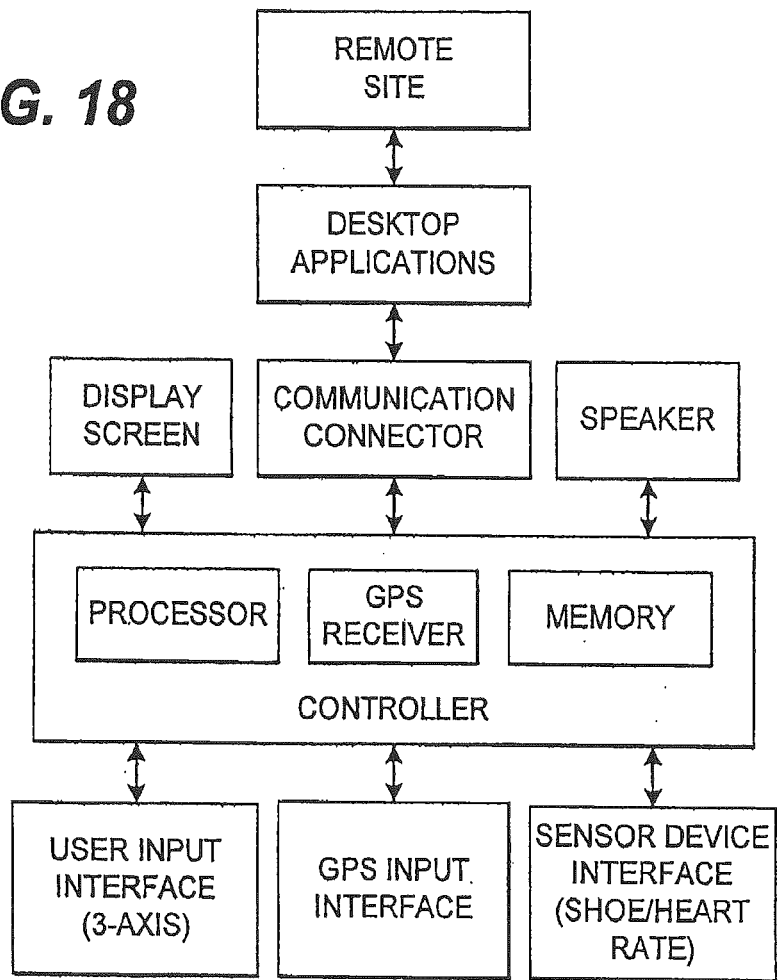 G. 18
REMOTE
SITE
DESKTOP
APPLICATIONS
DISPLAY
SCREEN
COMMUNICATION
CONNECTOR
SPEAKER
PROCESSOR
GPS
RECEIVER
MEMORY
CONTROLLER
USER INPUT
INTERFACE
(3-AXIS)
GPS INPUT
INTERFACE
SENSOR DEVICE
INTERFACE
(SHOE/HEART
RATE)